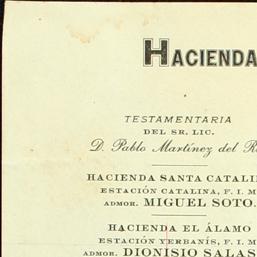 HACIENDA
TESTAMENTARIA
DEL SR. LIC.
D. Pablo Martínez del
HACIENDA SANTA CATALI
ESTACIÓN CATALINA, F. I. M
ADMOR. MIGUEL SOTO.
HACIENDA EL ÁLAMO
ESTACIÓN YERBANÍS, F. I. M
ADMOR. DIONISIO SALAS